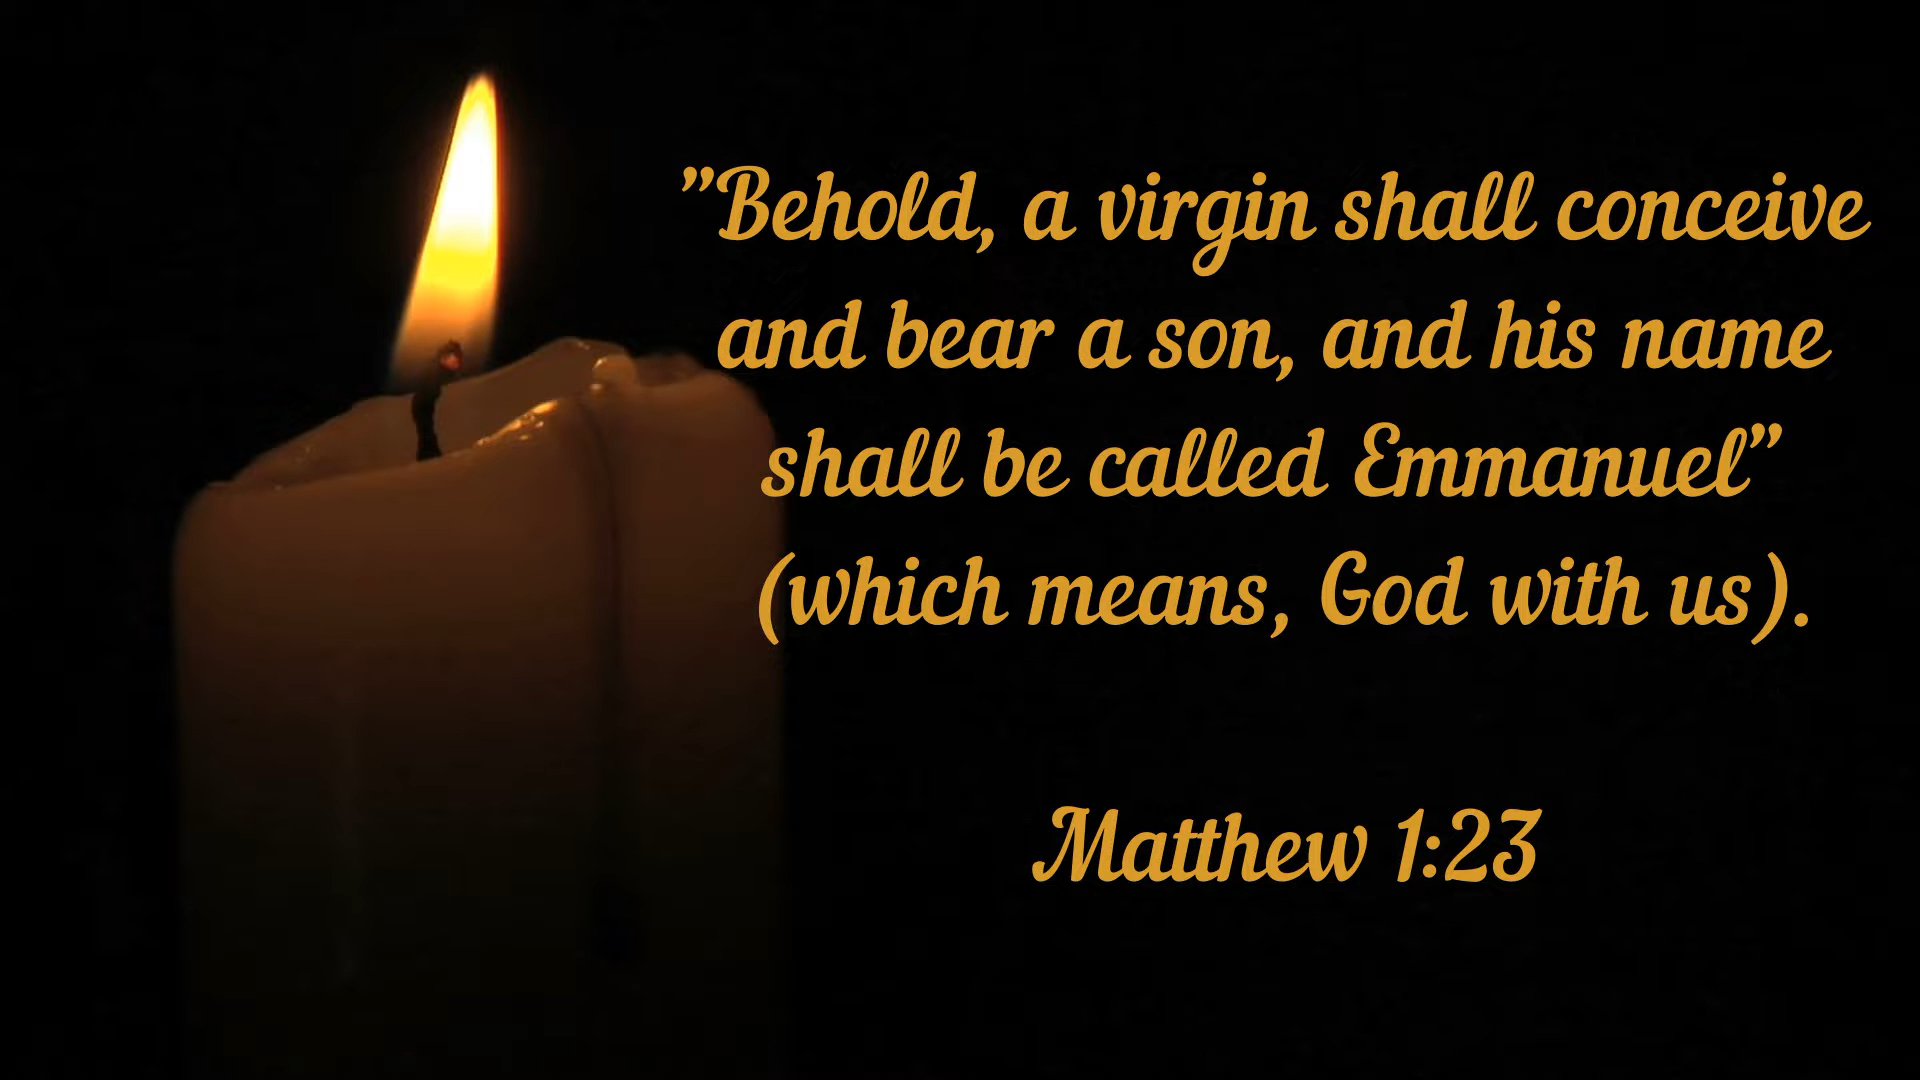 ”Behold, a virgin shall conceive
and bear a son, and his name
shall be called Emmanuel”
(which means, God with us).
Matthew 1:23